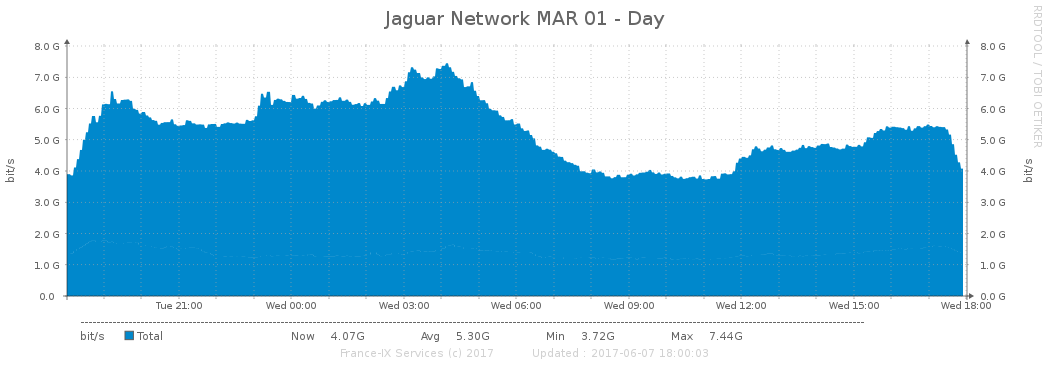 Jaguar Network MAR 01 - Day
RRDTOOL / TOBI OETIKER
bit/s
8.0 G
7.0 G
6.0 G
5.0 G
4.0 G
3.0 G
2.0 G
1.0 G
0.0
8.0 G
7.0 G
6.0 G
5.0 G
4.0 G
3.0 G
2.0 G
1.0 G
0.0 G
bit/s
Tue 21:00 Wed 00:00 Wed 03:00 Wed 06:00 Wed 09:00 Wed 12:00 Wed 15:00 Wed 18:00
bit/s Total Now 4.07G Avg 5.30G Min 3.72G Max 7.44G
France-IX Services (c) 2017 Updated : 2017-06-07 18:00:03